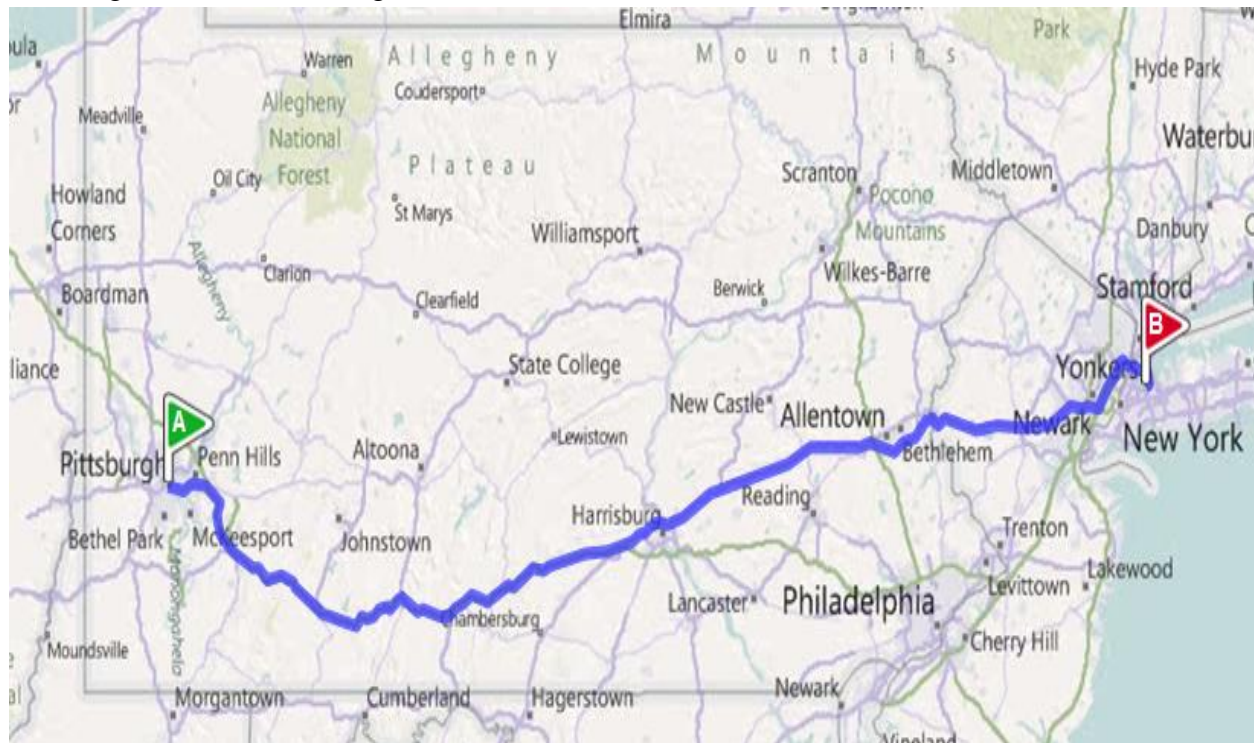 Elmira
Park
Warren
Allegheny
Mountains
Hyde Park
Coudersport
Allegheny
National
Forest
Meadville
Waterbu
Plateau
Scranton
Middletown
Oil City
Howland
Corners
St Marys
Pocono
Mountains
Danbury
Williamsport
Allegheny
Clarion
Wilkes-Barre
Stamford
Boardman
Clearfield
Berwick
B
liance
State College
Yonkers
New Castle
Allentown
A
Newark
New York
Pittsburgh
Penn Hills
Altoona
Lewistown
Bethlehem
Reading
Bethel Park
McKeesport
Johnstown
Harrisburg
Trenton
Monongahela
Levittown
Lakewood
Lancaster
Philadelphia
Chambersburg
Cherry Hill
Moundsville
Morgantown
Cumberland
Hagerstown
Newark
Vineland